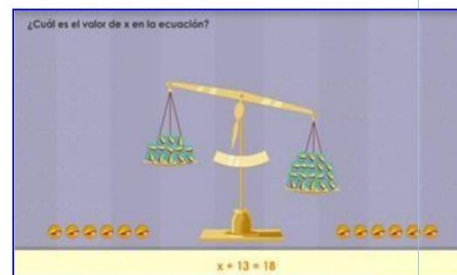 ¿Cuál es el valor de x en la ecuación?
x + 13 = 18